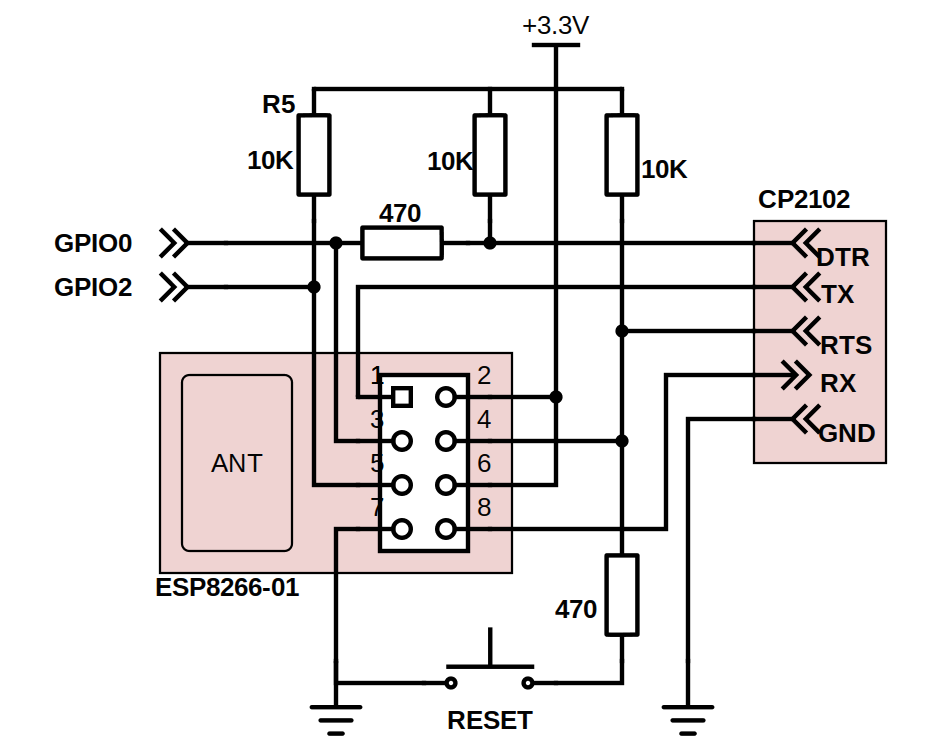 +3.3V
R5
10K
10K
10K
470
CP2102
GPIO0
DTR
GPIO2
TX
RTS
1
2
RX
3
4
GND
ANT
5
6
7
8
ESP8266-01
470
RESET